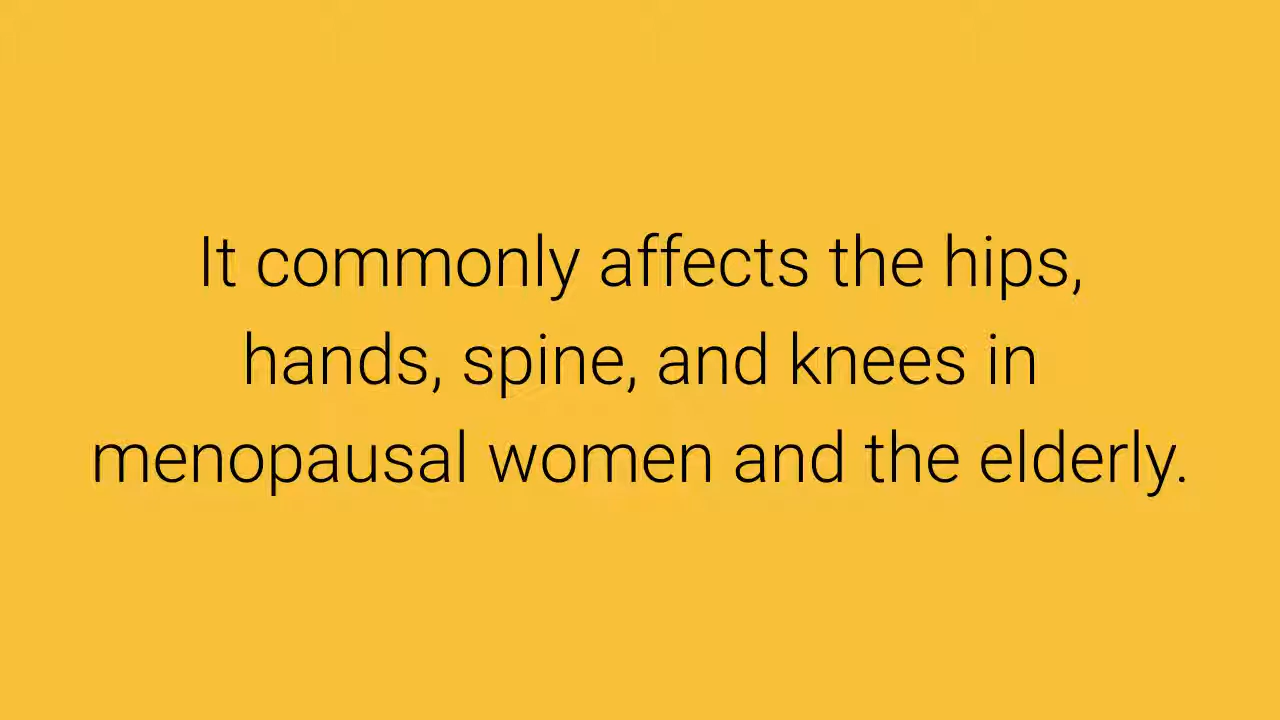 It commonly affects the hips,
hands, spine, and knees in
menopausal women and the elderly.